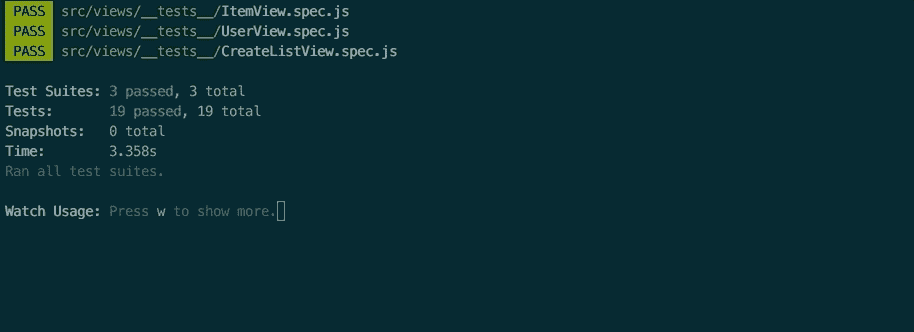 PASS src/views/__tests__/ItemView.spec.js
PASS src/views/__tests__/UserView.spec.js
PASS src/views/__tests__/CreateListView.spec.js
Test Suites: 3 passed, 3 total
Tests: 19 passed, 19 total
Snapshots: 0 total
Time: 3.358s
Ran all test suites.
Watch Usage: Press w to show more.